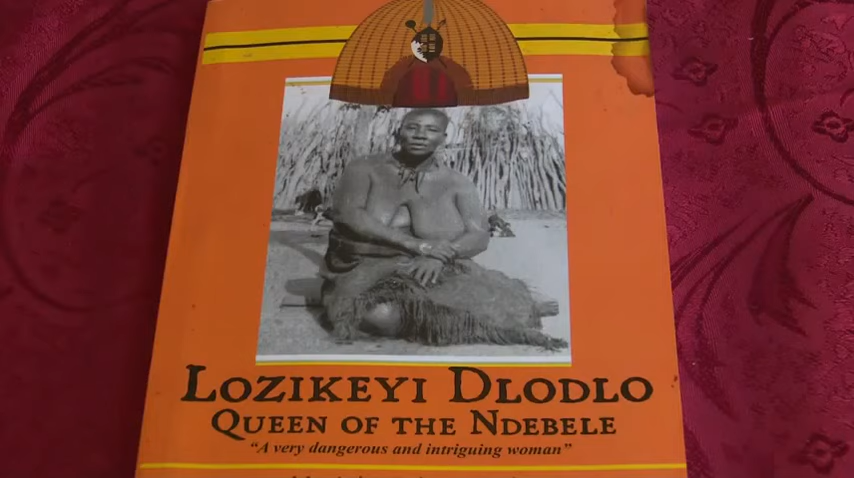 LOZIKEYI DLODLO
QUEEN OF THE NDEBELE
"A very dangerous and intriguing woman"